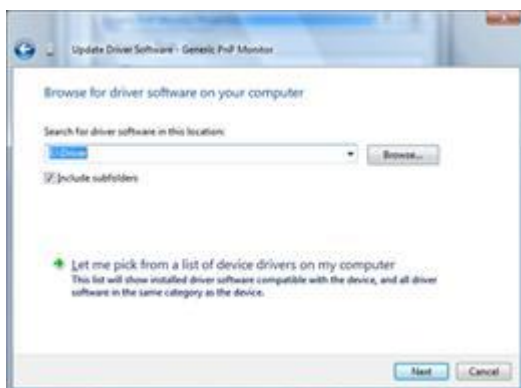 Update Driver Software - Generic PnP Monitor
Browse for driver software on your computer
Search for driver software in this location:
Browse...
Include subfolders
Let me pick from a list of device drivers on my computer
This list will show installed driver software compatible with the device, and all driver
software in the same category as the device.
Next
Cancel